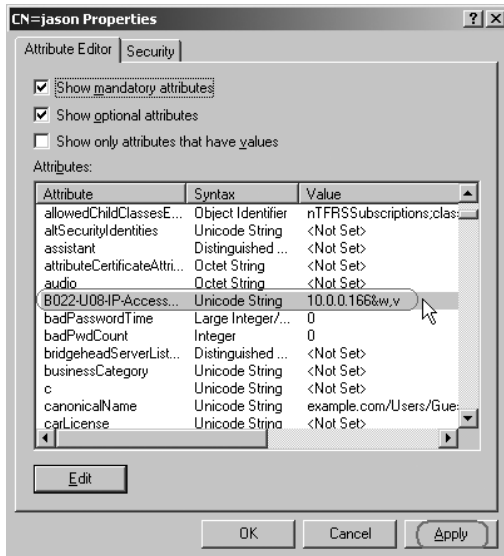 CN=jason Properties ? X
Attribute Editor Security
Show mandatory attributes
Show optional attributes
Show only attributes that have values
Attributes:
Attribute Syntax Value
allowedChildClassesE... Object Identifier nTFRSSubscriptions;clas
altSecurityIdentities Unicode String <Not Set>
assistant Distinguished ... <Not Set>
attributeCertificateAttri... Octet String <Not Set>
audio Octet String <Not Set>
B022-U08-IP-Access... Unicode String 10.0.0.166&w,v
badPasswordTime Large Integer/... 0
badPwdCount Integer 0
bridgeheadServerList... Distinguished ... <Not Set>
businessCategory Unicode String <Not Set>
c Unicode String <Not Set>
canonicalName Unicode String example.com/Users/Gue
carLicense Unicode String <Not Set>
Edit
OK Cancel Apply